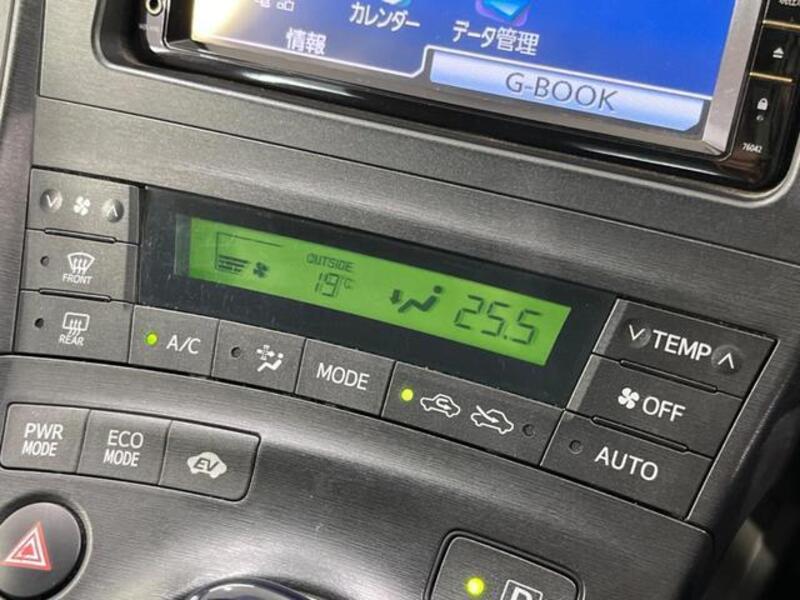 カレンダー
情報
データ管理
G-BOOK
76042
OUTSIDE
19°C
25.5
FRONT
REAR
A/C
MODE
TEMP
OFF
AUTO
PWR
MODE
ECO
MODE
EV